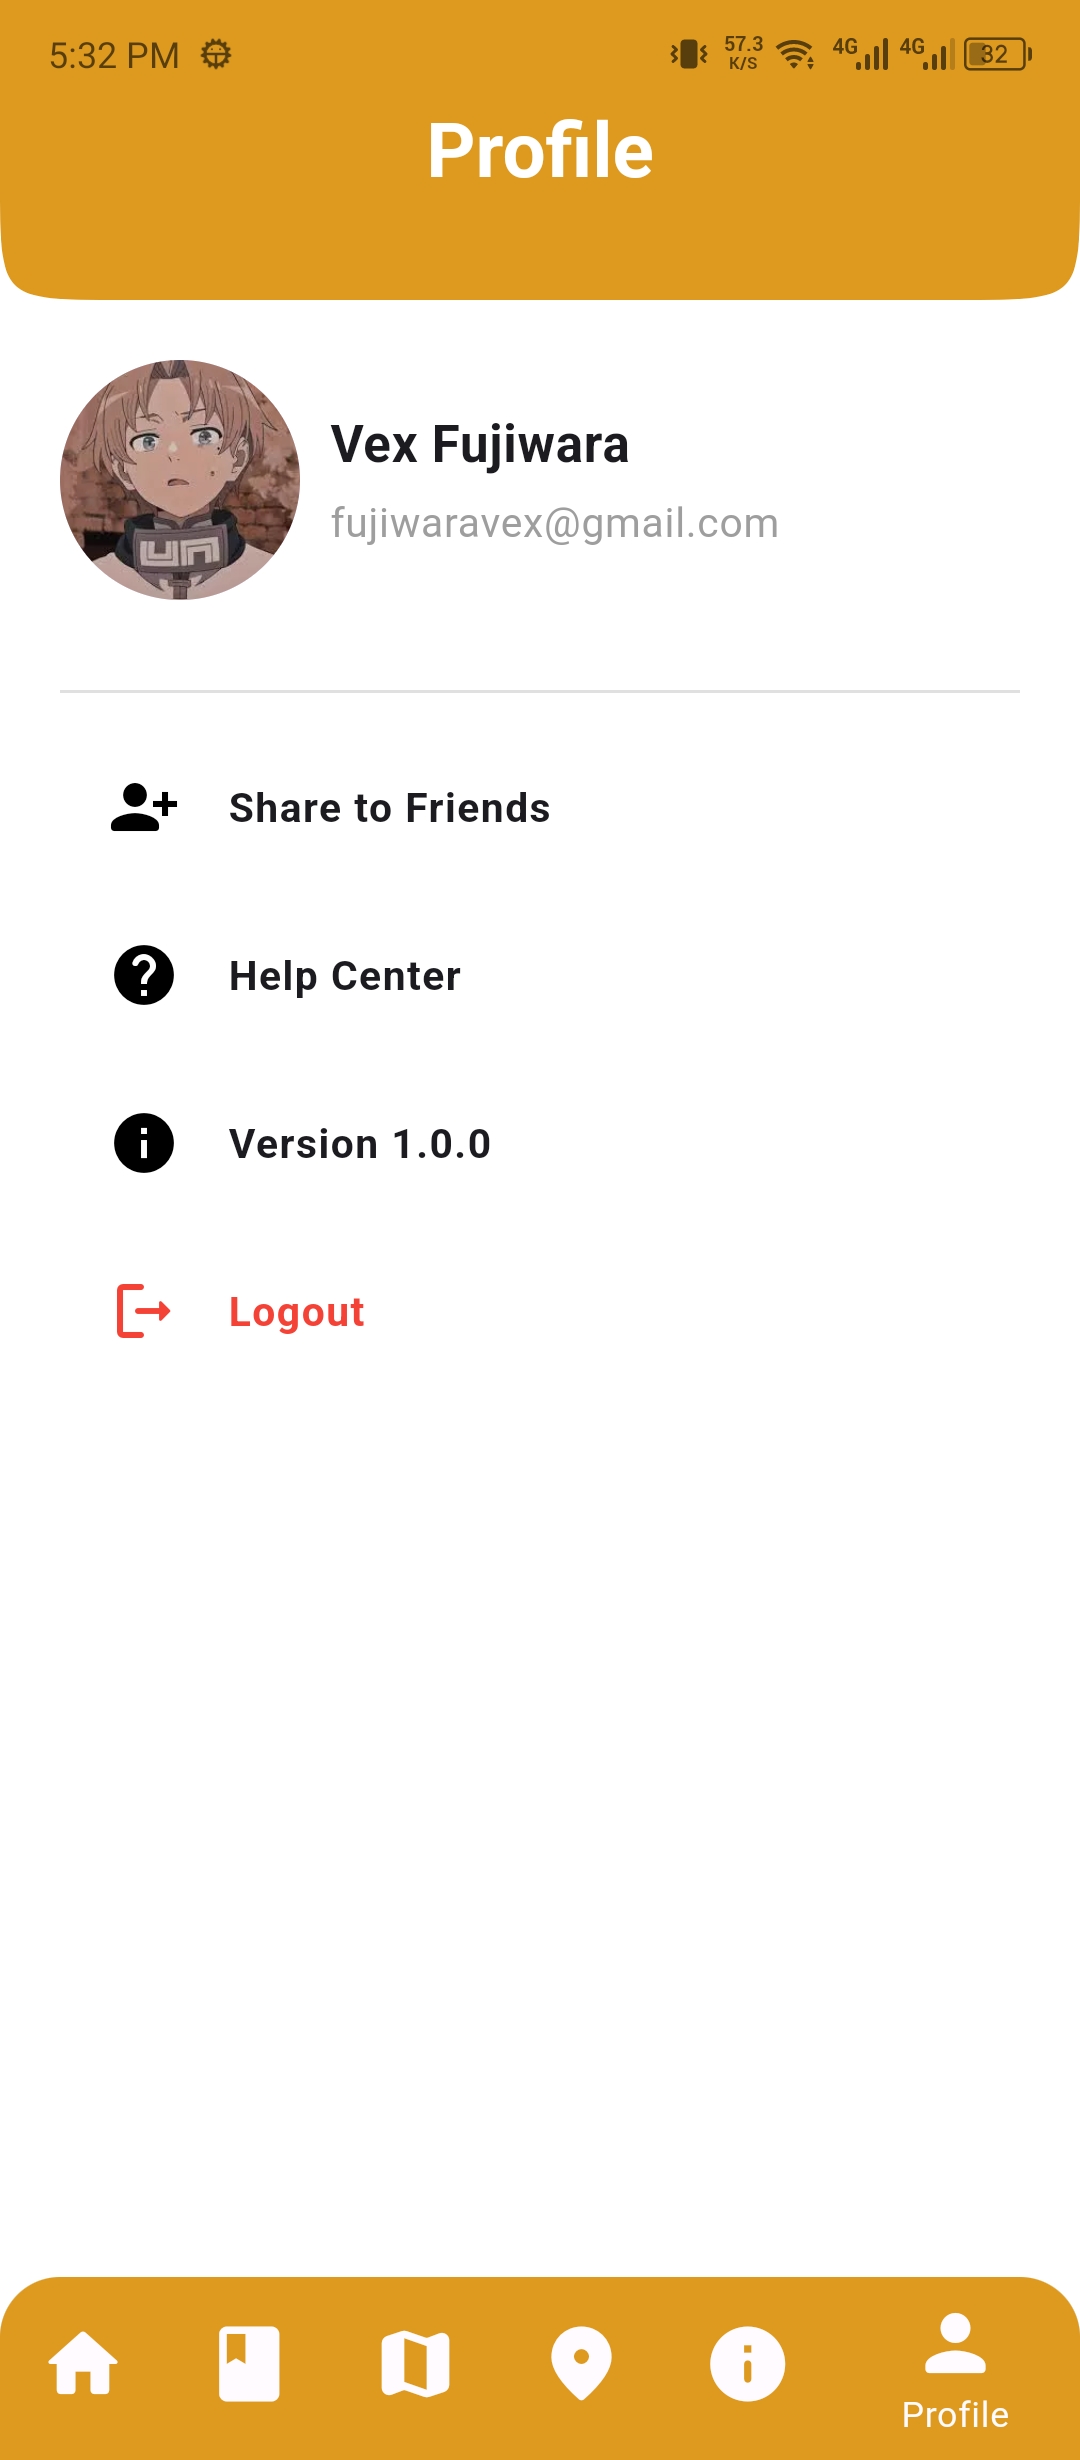 5:32 PM
57.3 K/S 4G 4G 32
Profile
Vex Fujiwara
fujiwaravex@gmail.com
Share to Friends
Help Center
Version 1.0.0
Logout
Profile